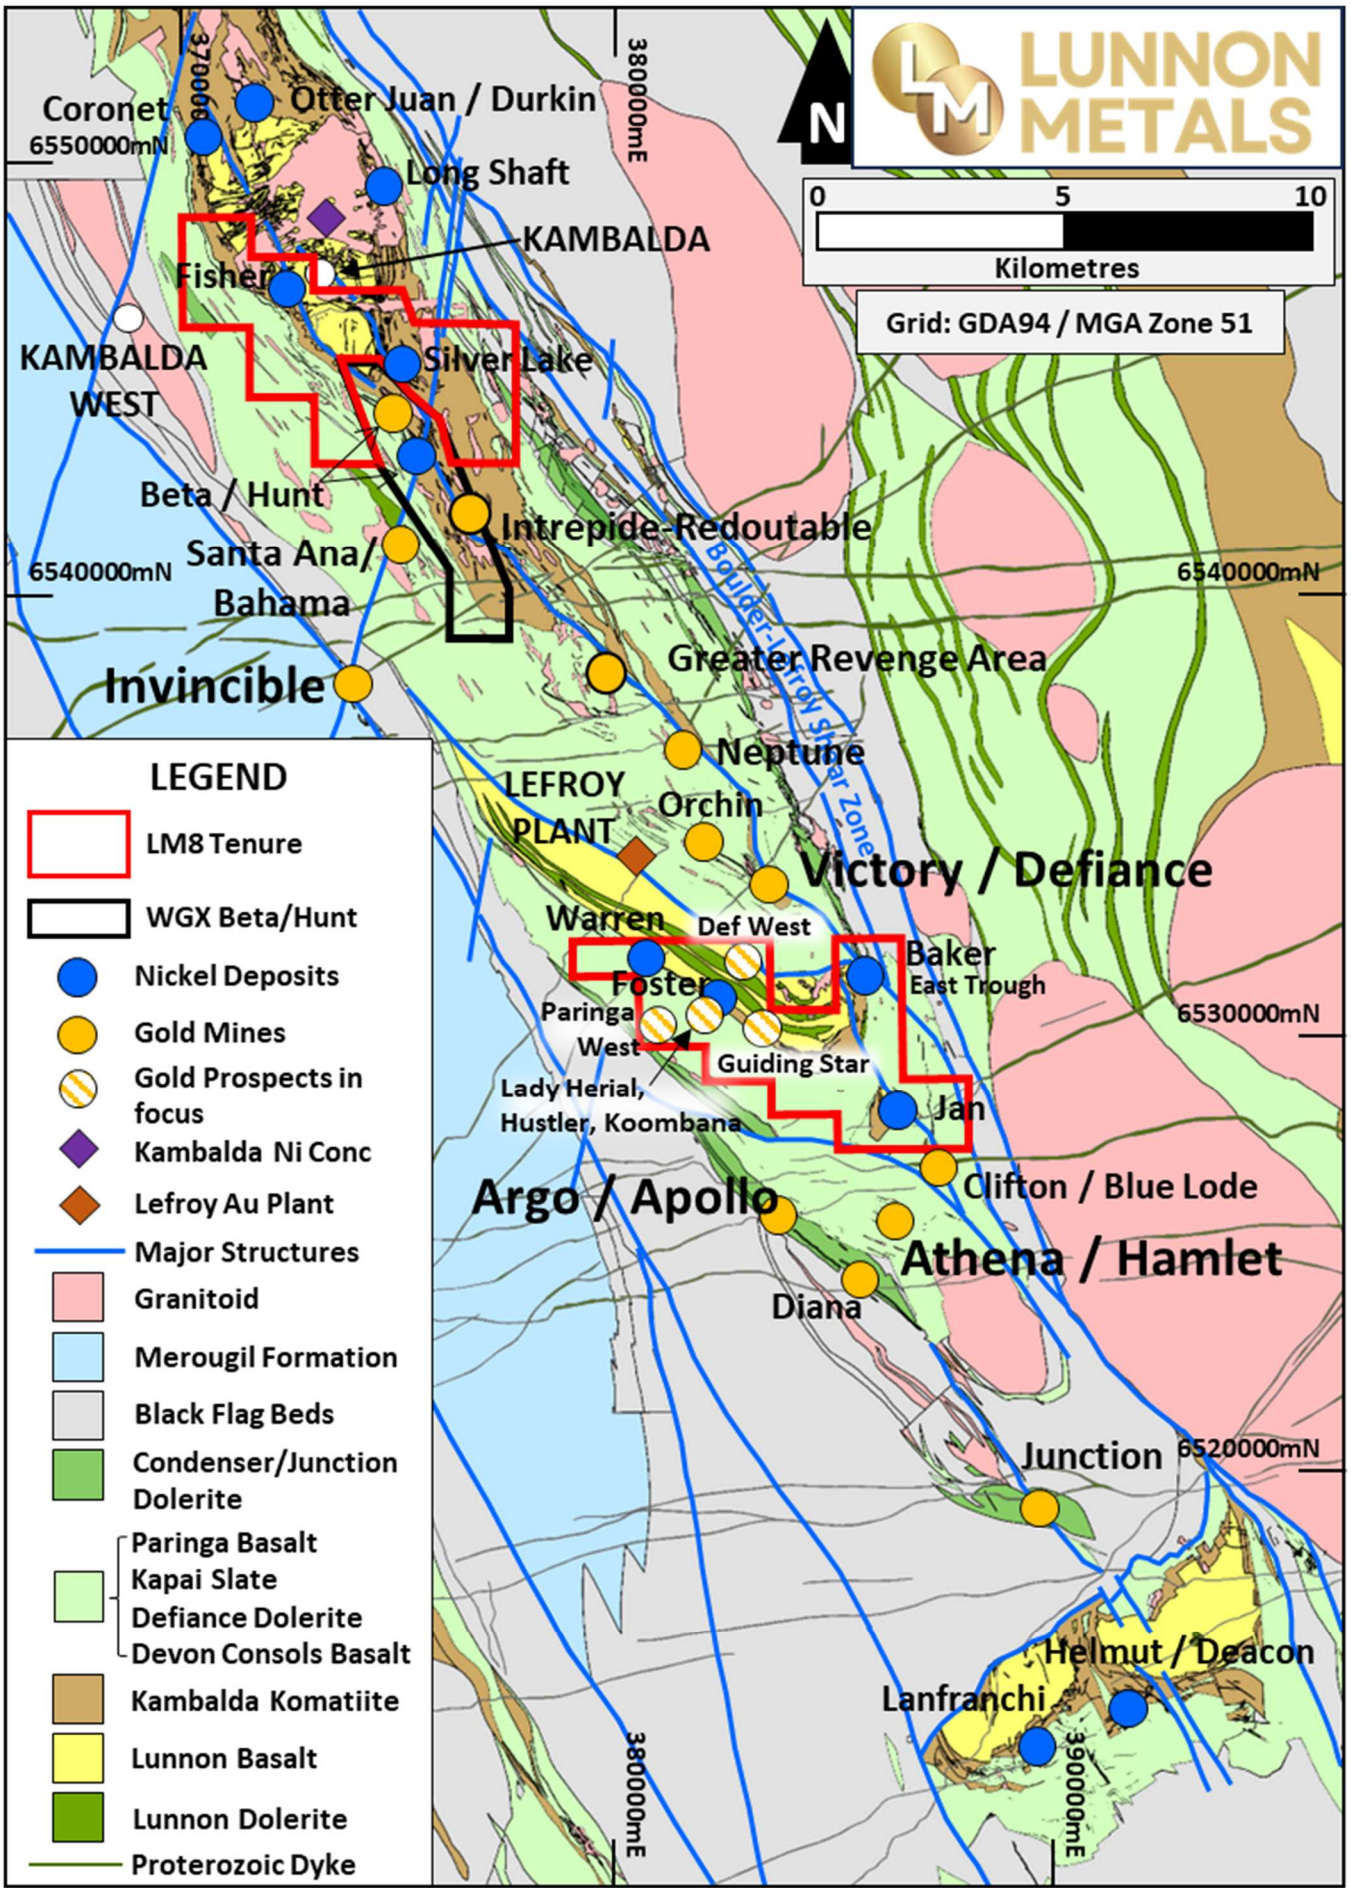 LUNNON
METALS
LM
N
0 5 10
Kilometres
Grid: GDA94 / MGA Zone 51
370000
380000mE
Coronet
6550000mN
Otter Juan / Durkin
Long Shaft
KAMBALDA
Fisher
KAMBALDA
WEST
Silver Lake
Beta / Hunt
Intrepide-Redoutable
Santa Ana/
Bahama
6540000mN
6540000mN
Boulder-Lefroy Shear Zone
Invincible
Greater Revenge Area
Neptune
LEFROY
PLANT
Orchin
Victory / Defiance
Warren
Def West
Baker
East Trough
Foster
Paringa
West
6530000mN
Guiding Star
Lady Herial,
Hustler, Koombana
Jan
Clifton / Blue Lode
Argo / Apollo
Athena / Hamlet
Diana
Junction
6520000mN
Helmut / Deacon
Lanfranchi
380000mE
390000mE
LEGEND
LM8 Tenure
WGX Beta/Hunt
Nickel Deposits
Gold Mines
Gold Prospects in
focus
Kambalda Ni Conc
Lefroy Au Plant
Major Structures
Granitoid
Merougil Formation
Black Flag Beds
Condenser/Junction
Dolerite
Paringa Basalt
Kapai Slate
Defiance Dolerite
Devon Consols Basalt
Kambalda Komatiite
Lunnon Basalt
Lunnon Dolerite
Proterozoic Dyke